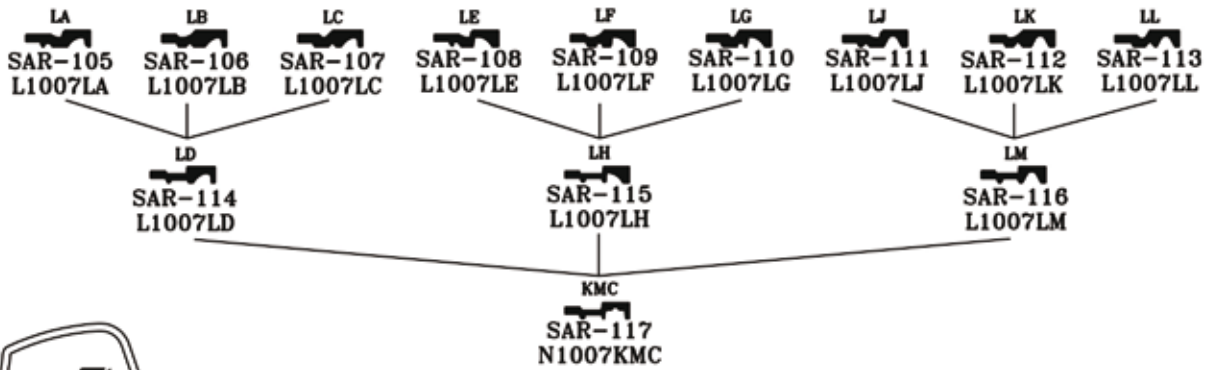 LA LB LC LE LF LG LJ LK LL
SAR-105 SAR-106 SAR-107 SAR-108 SAR-109 SAR-110 SAR-111 SAR-112 SAR-113
L1007LA L1007LB L1007LC L1007LE L1007LF L1007LG L1007LJ L1007LK L1007LL
LD LH LM
SAR-114 SAR-115 SAR-116
L1007LD L1007LH L1007LM
KMC
SAR-117
N1007KMC